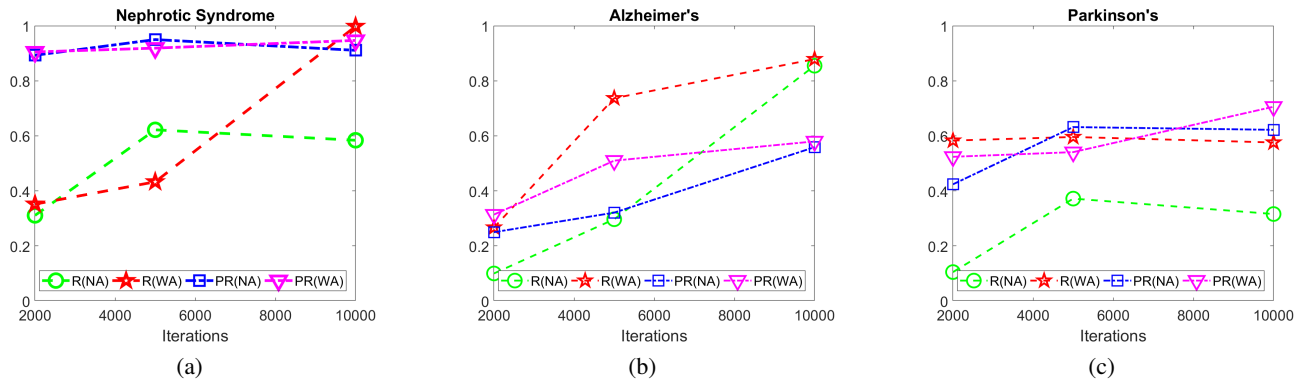 Nephrotic Syndrome
1
0.8
0.6
0.4
0.2
0
R(NA) R(WA) PR(NA) PR(WA)
2000 4000 6000 8000 10000
Iterations
(a)
Alzheimer's
1
0.8
0.6
0.4
0.2
0
R(NA) R(WA) PR(NA) PR(WA)
2000 4000 6000 8000 10000
Iterations
(b)
Parkinson's
1
0.8
0.6
0.4
0.2
0
R(NA) R(WA) PR(NA) PR(WA)
2000 4000 6000 8000 10000
Iterations
(c)